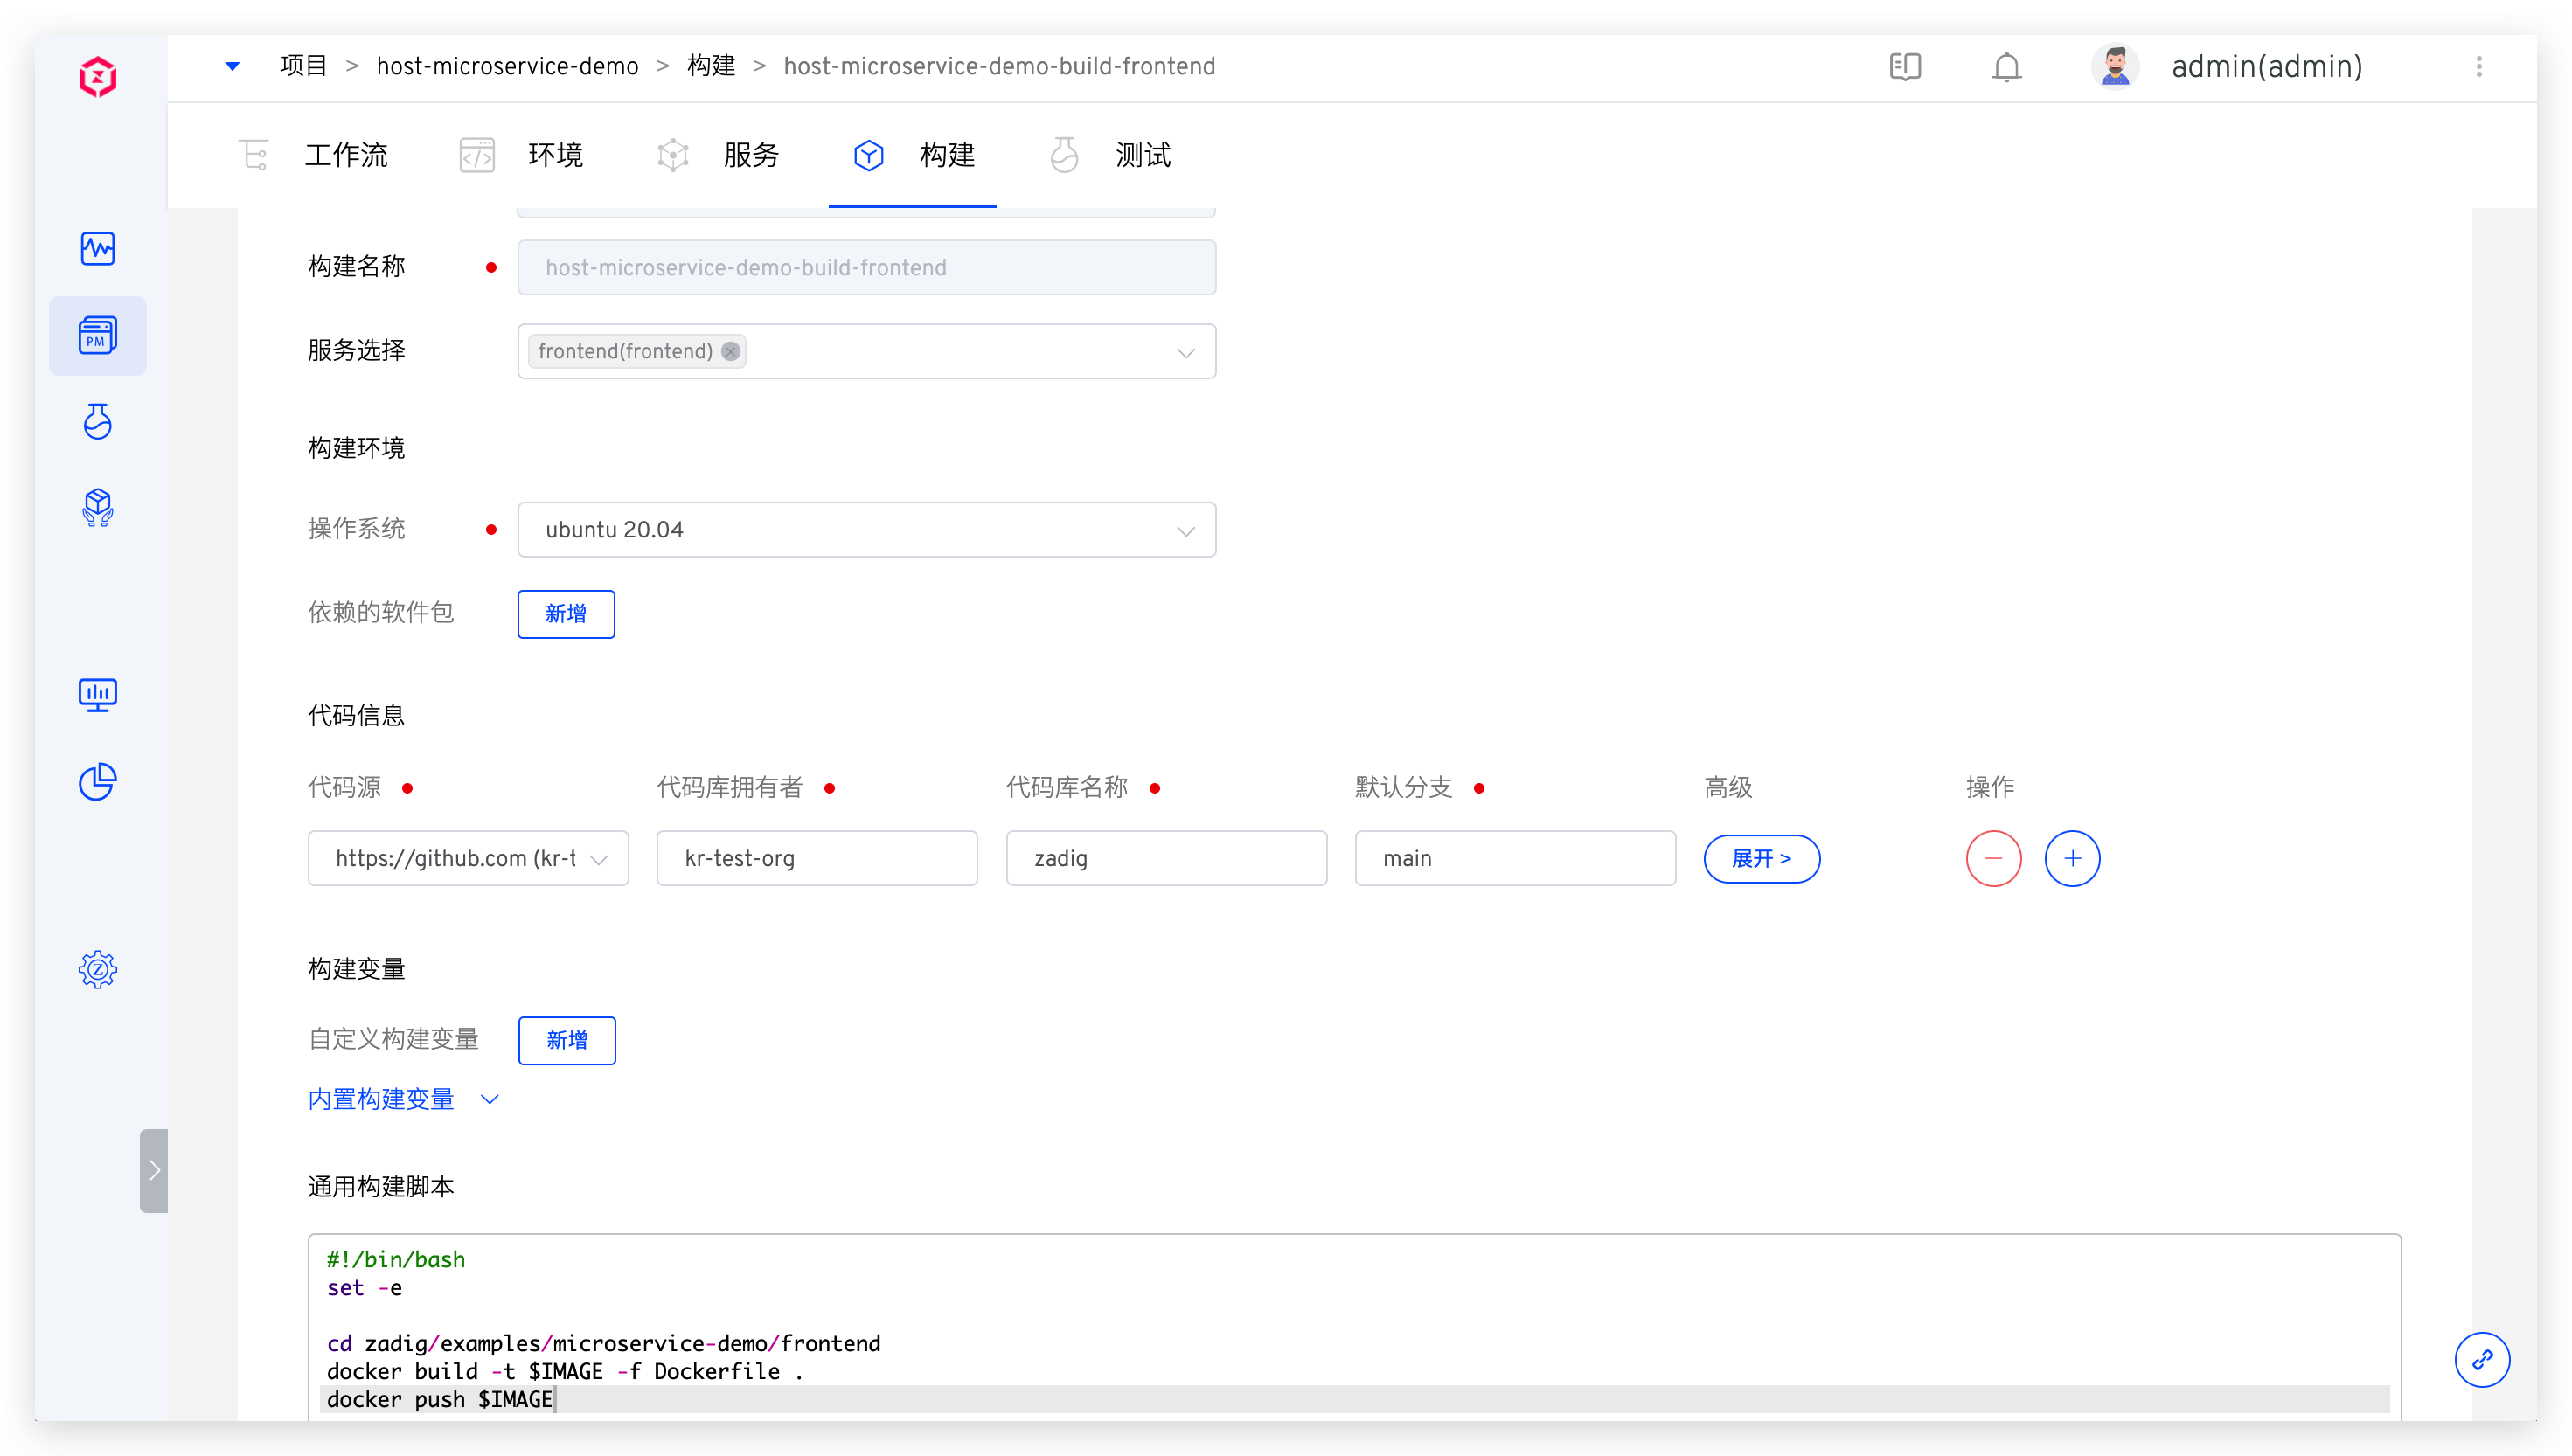 项目 > host-microservice-demo > 构建 > host-microservice-demo-build-frontend
admin(admin)
工作流 环境 服务 构建 测试
PM
构建名称 host-microservice-demo-build-frontend
服务选择 frontend(frontend)
构建环境
操作系统 ubuntu 20.04
依赖的软件包 新增
代码信息
代码源 代码库拥有者 代码库名称 默认分支 高级 操作
https://github.com (kr-t kr-test-org zadig main 展开 >
构建变量
自定义构建变量 新增
内置构建变量
通用构建脚本
#!/bin/bash
set -e
cd zadig/examples/microservice-demo/frontend
docker build -t $IMAGE -f Dockerfile .
docker push $IMAGE